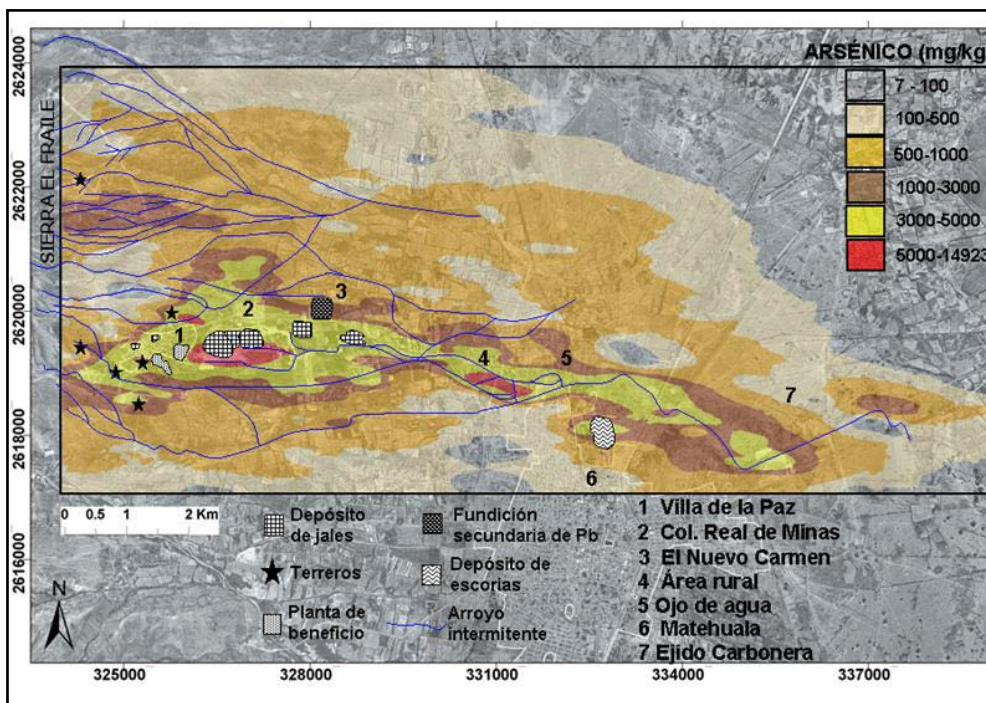 ARSÉNICO (mg/kg)
7 - 100
100-500
500-1000
1000-3000
3000-5000
5000-14923
2624000
2622000
2620000
2618000
2616000
SIERRA EL FRAILE
1
2
3
4
5
6
7
0 0.5 1 2 Km
N
Depósito
de jales
Terreros
Planta de
beneficio
Fundición
secundaria de Pb
Depósito de
escorias
Arroyo
intermitente
1 Villa de la Paz
2 Col. Real de Minas
3 El Nuevo Carmen
4 Área rural
5 Ojo de agua
6 Matehuala
7 Ejido Carbonera
325000 328000 331000 334000 337000